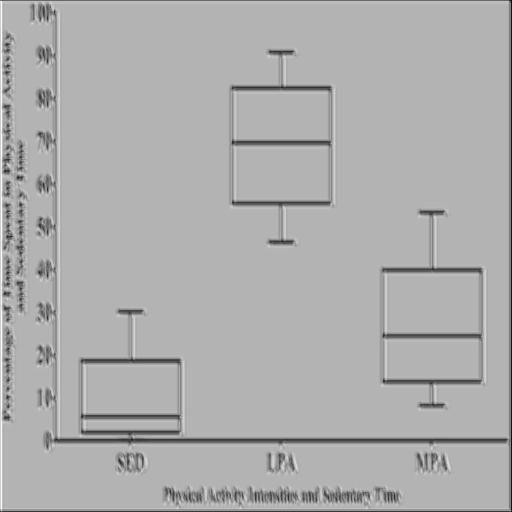 Percentage of Time Spent in Physical Activity
and Sedentary Time
100
90
80
70
60
50
40
30
20
10
0
SED LPA MPA
Physical Activity Intensities and Sedentary Time